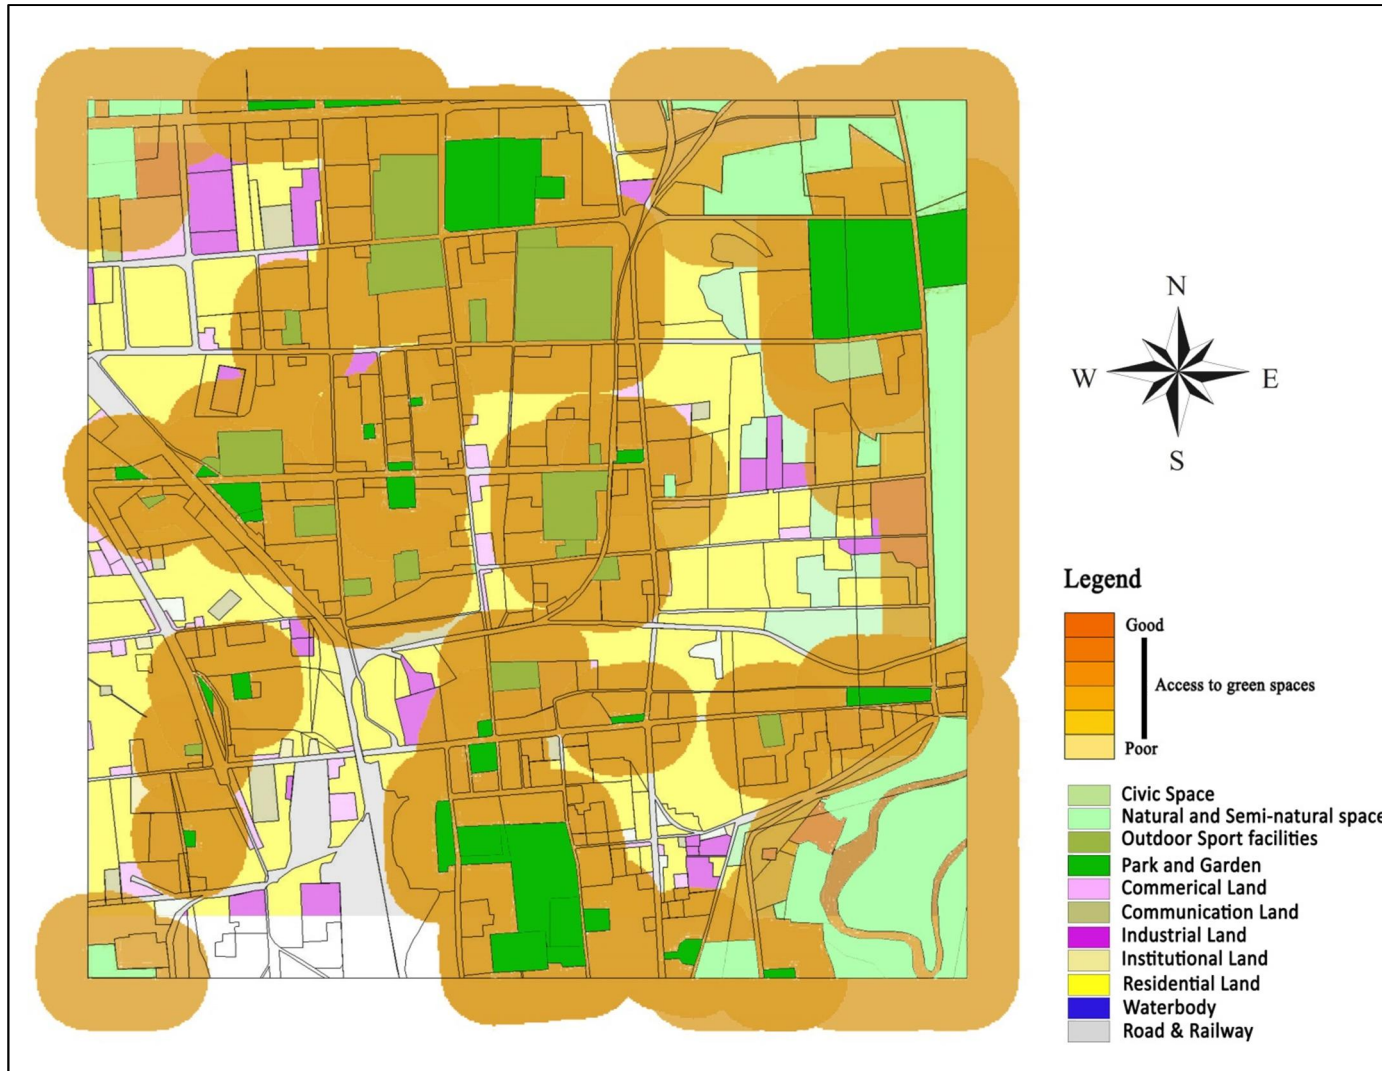 N
W E
S
Legend
Good
Access to green spaces
Poor
Civic Space
Natural and Semi-natural space
Outdoor Sport facilities
Park and Garden
Commerical Land
Communication Land
Industrial Land
Institutional Land
Residential Land
Waterbody
Road & Railway